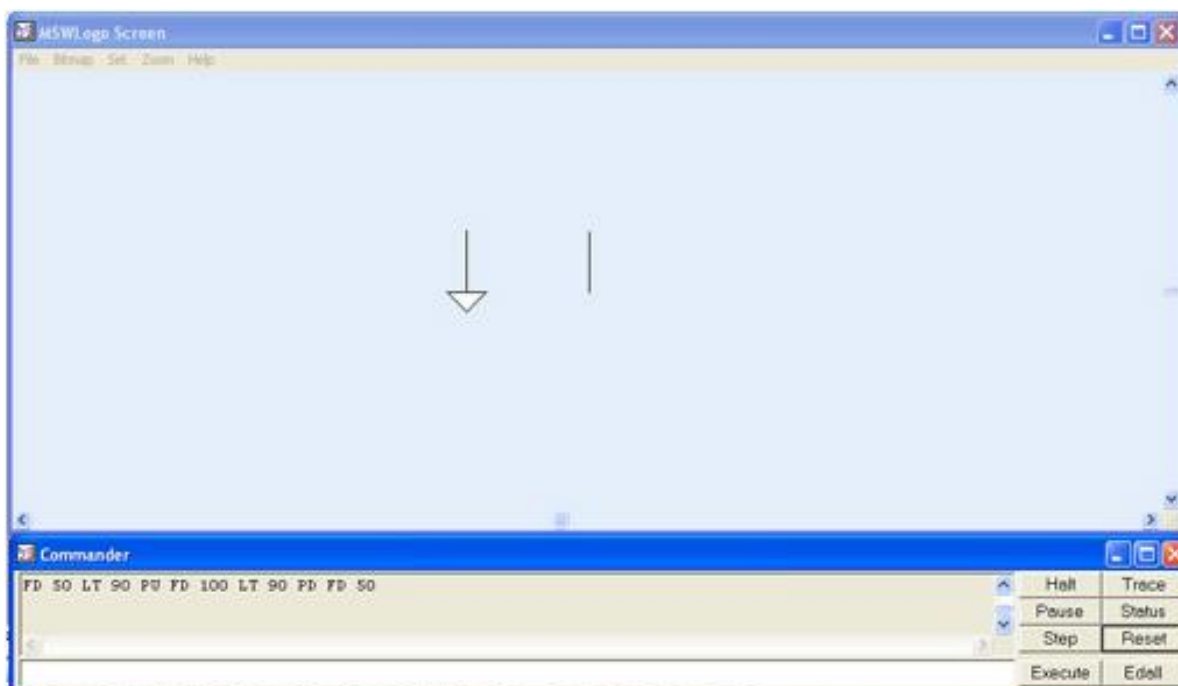 MSWLogo Screen
File Bitmap Set Zoom Help
Commander
FD 50 LT 90 PU FD 100 LT 90 PD FD 50
Halt Trace
Pause Status
Step Reset
Execute Edall